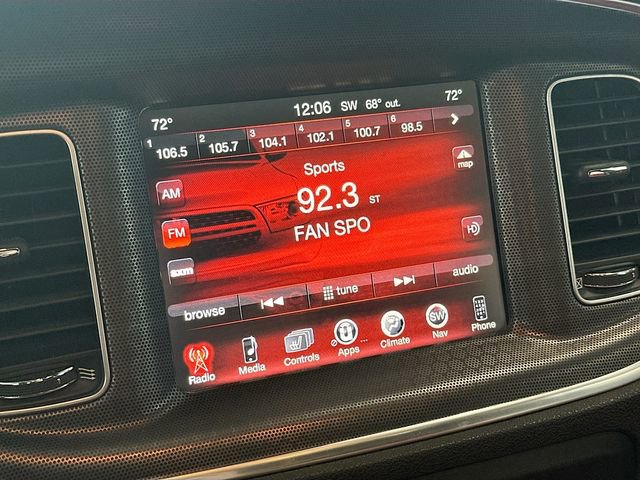 72° 12:06 SW 68° out. 72°
1 106.5 2 105.7 3 104.1 4 102.1 5 100.7 6 98.5
Sports
map
AM
92.3 ST
FM
FAN SPO
HD
sxm
browse tune audio
Radio Media Controls Apps Climate SW Nav Phone